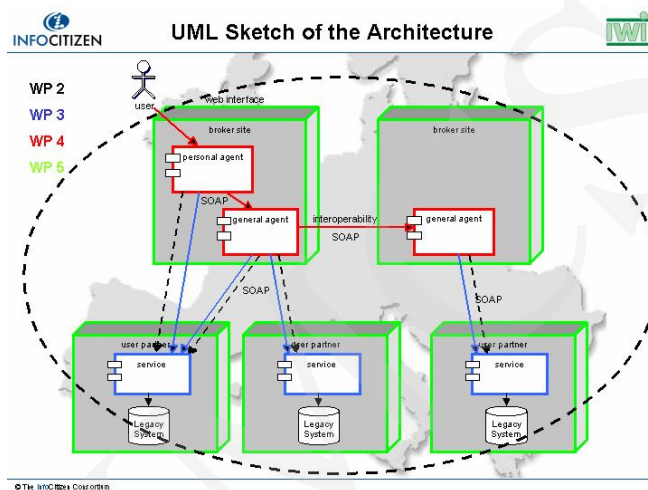 INFOCITIZEN
UML Sketch of the Architecture
IWi
WP 2
WP 3
WP 4
WP 5
user
web interface
broker site
broker site
personal agent
SOAP
general agent
interoperability
SOAP
general agent
SOAP
SOAP
user partner
user partner
user partner
service
service
service
Legacy
System
Legacy
System
Legacy
System
© The InfoCitizen Consortium